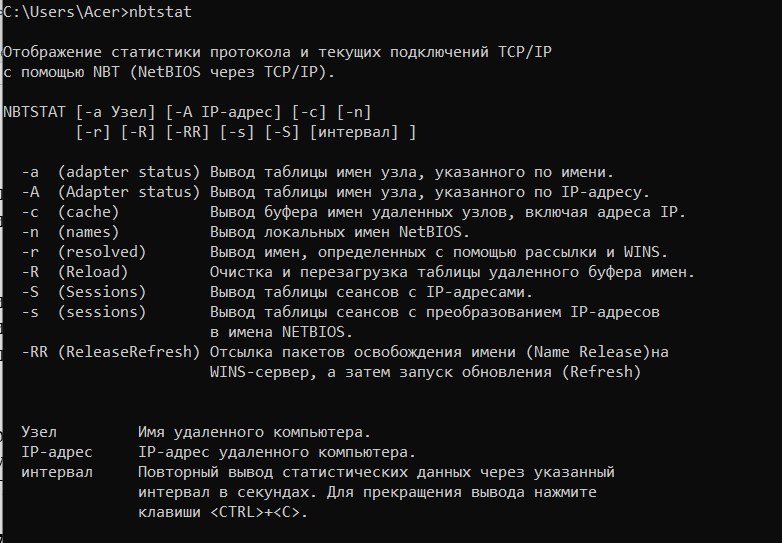 C:\Users\Acer>nbtstat
Отображение статистики протокола и текущих подключений TCP/IP
с помощью NBT (NetBIOS через TCP/IP).
NBTSTAT [-a Узел] [-A IP-адрес] [-c] [-n]
[-r] [-R] [-RR] [-s] [-S] [интервал] ]
-a (adapter status) Вывод таблицы имен узла, указанного по имени.
-A (Adapter status) Вывод таблицы имен узла, указанного по IP-адресу.
-c (cache) Вывод буфера имен удаленных узлов, включая адреса IP.
-n (names) Вывод локальных имен NetBIOS.
-r (resolved) Вывод имен, определенных с помощью рассылки и WINS.
-R (Reload) Очистка и перезагрузка таблицы удаленного буфера имен.
-S (Sessions) Вывод таблицы сеансов с IP-адресами.
-s (sessions) Вывод таблицы сеансов с преобразованием IP-адресов
в имена NETBIOS.
-RR (ReleaseRefresh) Отсылка пакетов освобождения имени (Name Release)на
WINS-сервер, а затем запуск обновления (Refresh)
Узел Имя удаленного компьютера.
IP-адрес IP-адрес удаленного компьютера.
интервал Повторный вывод статистических данных через указанный
интервал в секундах. Для прекращения вывода нажмите
клавиши <CTRL>+<C>.